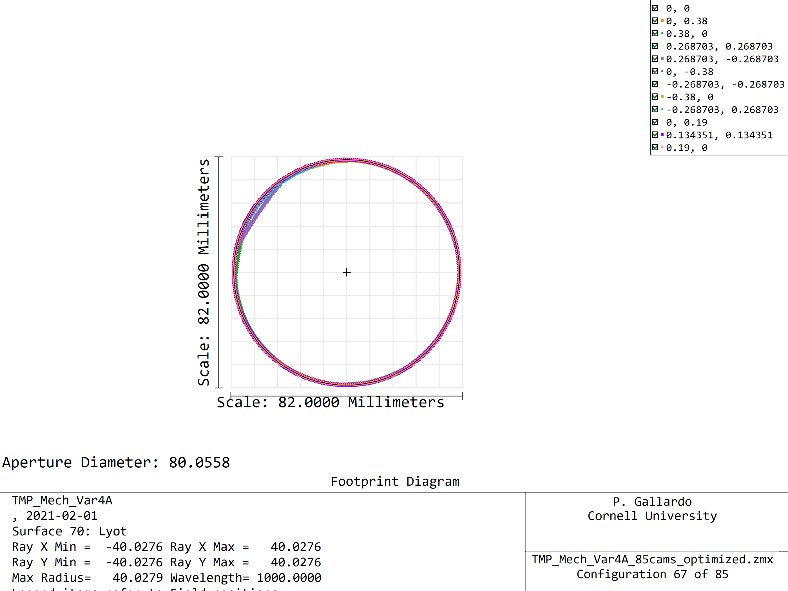 0, 0
0, 0.38
0.38, 0
0.268703, 0.268703
0.268703, -0.268703
0, -0.38
-0.268703, -0.268703
-0.38, 0
-0.268703, 0.268703
0, 0.19
0.134351, 0.134351
0.19, 0
Scale: 82.0000 Millimeters
Scale: 82.0000 Millimeters
Aperture Diameter: 80.0558
Footprint Diagram
TMP_Mech_Var4A
, 2021-02-01
Surface 70: Lyot
Ray X Min = -40.0276 Ray X Max = 40.0276
Ray Y Min = -40.0276 Ray Y Max = 40.0276
Max Radius= 40.0279 Wavelength= 1000.0000
P. Gallardo
Cornell University
TMP_Mech_Var4A_85cams_optimized.zmx
Configuration 67 of 85